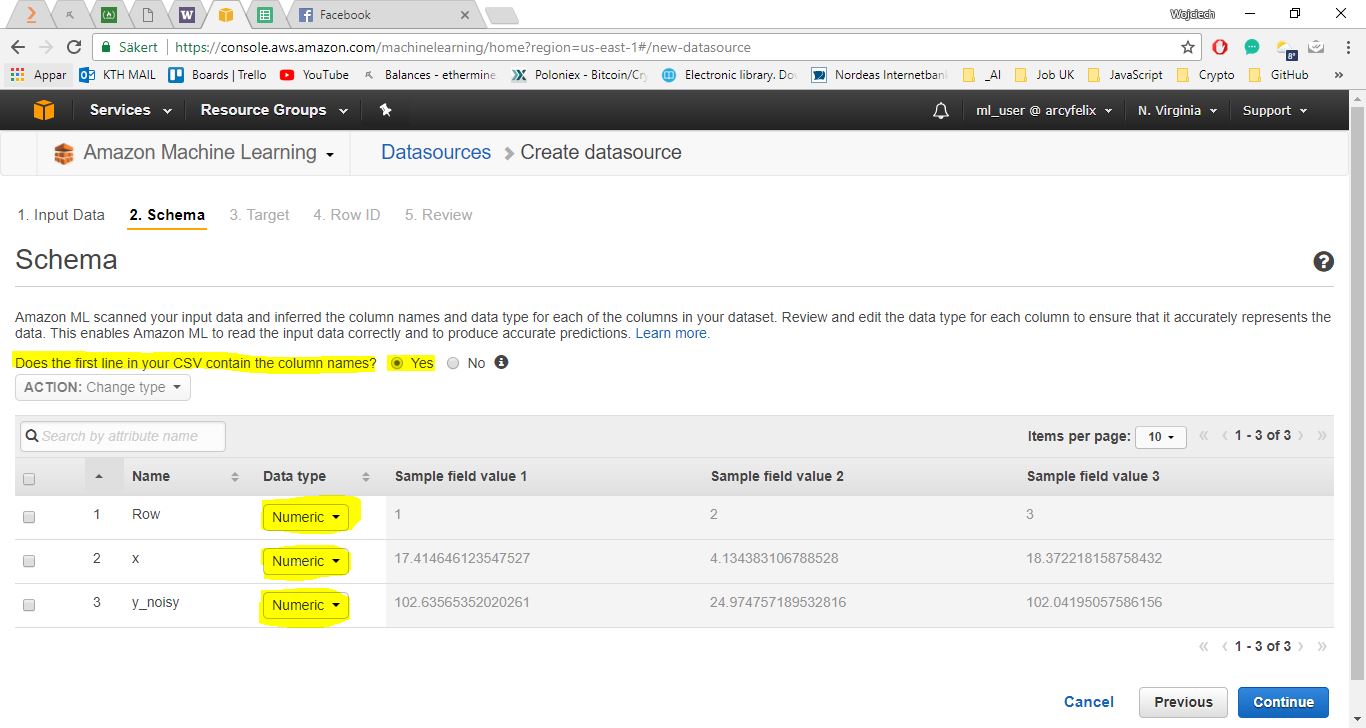 Facebook
Wojciech
Säkert https://console.aws.amazon.com/machinelearning/home?region=us-east-1#/new-datasource
8°
Appar KTH MAIL Boards | Trello YouTube Balances - ethermine Poloniex - Bitcoin/Cry Electronic library. Do Nordeas Internetban _AI Job UK JavaScript Crypto GitHub »
Services Resource Groups ml_user @ arcyfelix N. Virginia Support
Amazon Machine Learning Datasources Create datasource
1. Input Data 2. Schema 3. Target 4. Row ID 5. Review
Schema
Amazon ML scanned your input data and inferred the column names and data type for each of the columns in your dataset. Review and edit the data type for each column to ensure that it accurately represents the
data. This enables Amazon ML to read the input data correctly and to produce accurate predictions. Learn more.
Does the first line in your CSV contain the column names? Yes No
ACTION: Change type
Search by attribute name Items per page: 10 « ‹ 1 - 3 of 3 › »
Name Data type Sample field value 1 Sample field value 2 Sample field value 3
1 Row Numeric 1 2 3
2 x Numeric 17.414646123547527 4.134383106788528 18.372218158758432
3 y_noisy Numeric 102.63565352020261 24.974757189532816 102.04195057586156
« ‹ 1 - 3 of 3 › »
Cancel Previous Continue